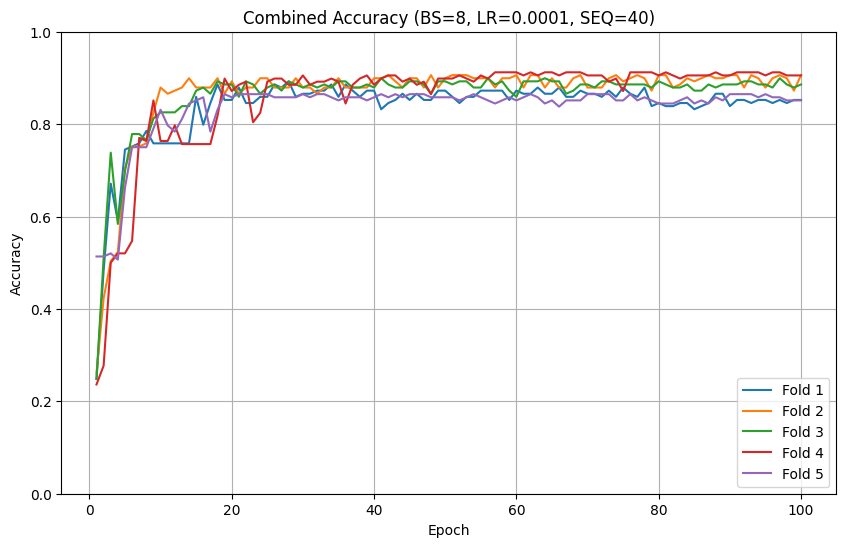 Combined Accuracy (BS=8, LR=0.0001, SEQ=40)
1.0
0.8
0.6
0.4
0.2
0.0
Accuracy
0 20 40 60 80 100
Epoch
Fold 1
Fold 2
Fold 3
Fold 4
Fold 5